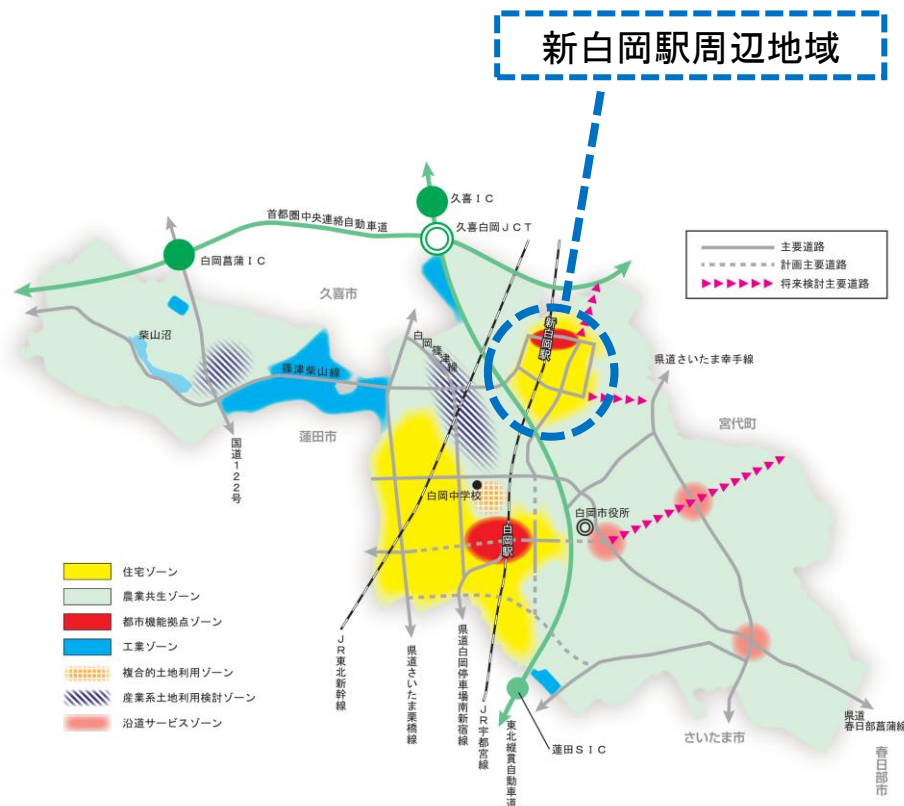 新白岡駅周辺地域
久喜IC
首都圏中央連絡自動車道
久喜白岡JCT
白岡菖蒲IC
主要道路
計画主要道路
将来検討主要道路
久喜市
新白岡駅
柴山沼
白岡篠津線
県道さいたま幸手線
篠津柴山線
宮代町
蓮田市
国道122号
白岡中学校
白岡市役所
白岡駅
住宅ゾーン
農業共生ゾーン
都市機能拠点ゾーン
工業ゾーン
複合的土地利用ゾーン
産業系土地利用検討ゾーン
沿道サービスゾーン
JR東北新幹線
県道さいたま栗橋線
県道白岡停車場南新宿線
JR宇都宮線
東北縦貫自動車道
蓮田SIC
さいたま市
県道
春日部菖蒲線
春日部市